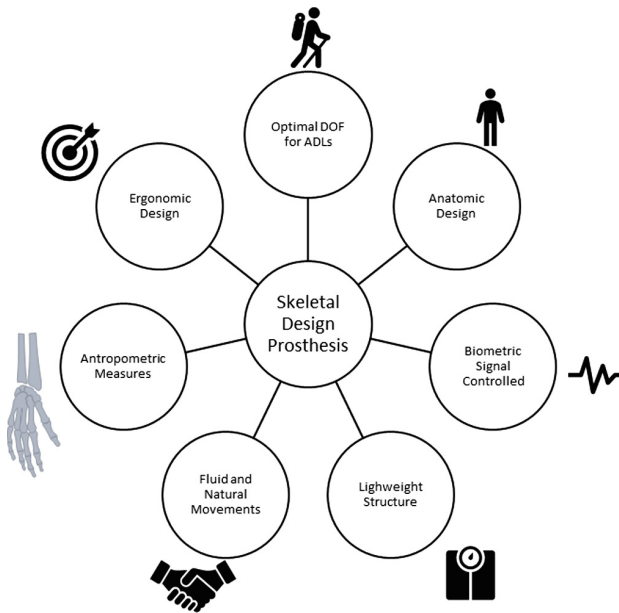 Optimal DOF
for ADLs
Ergonomic
Design
Anatomic
Design
Skeletal
Design
Prosthesis
Antropometric
Measures
Biometric
Signal
Controlled
Fluid and
Natural
Movements
Lighweight
Structure